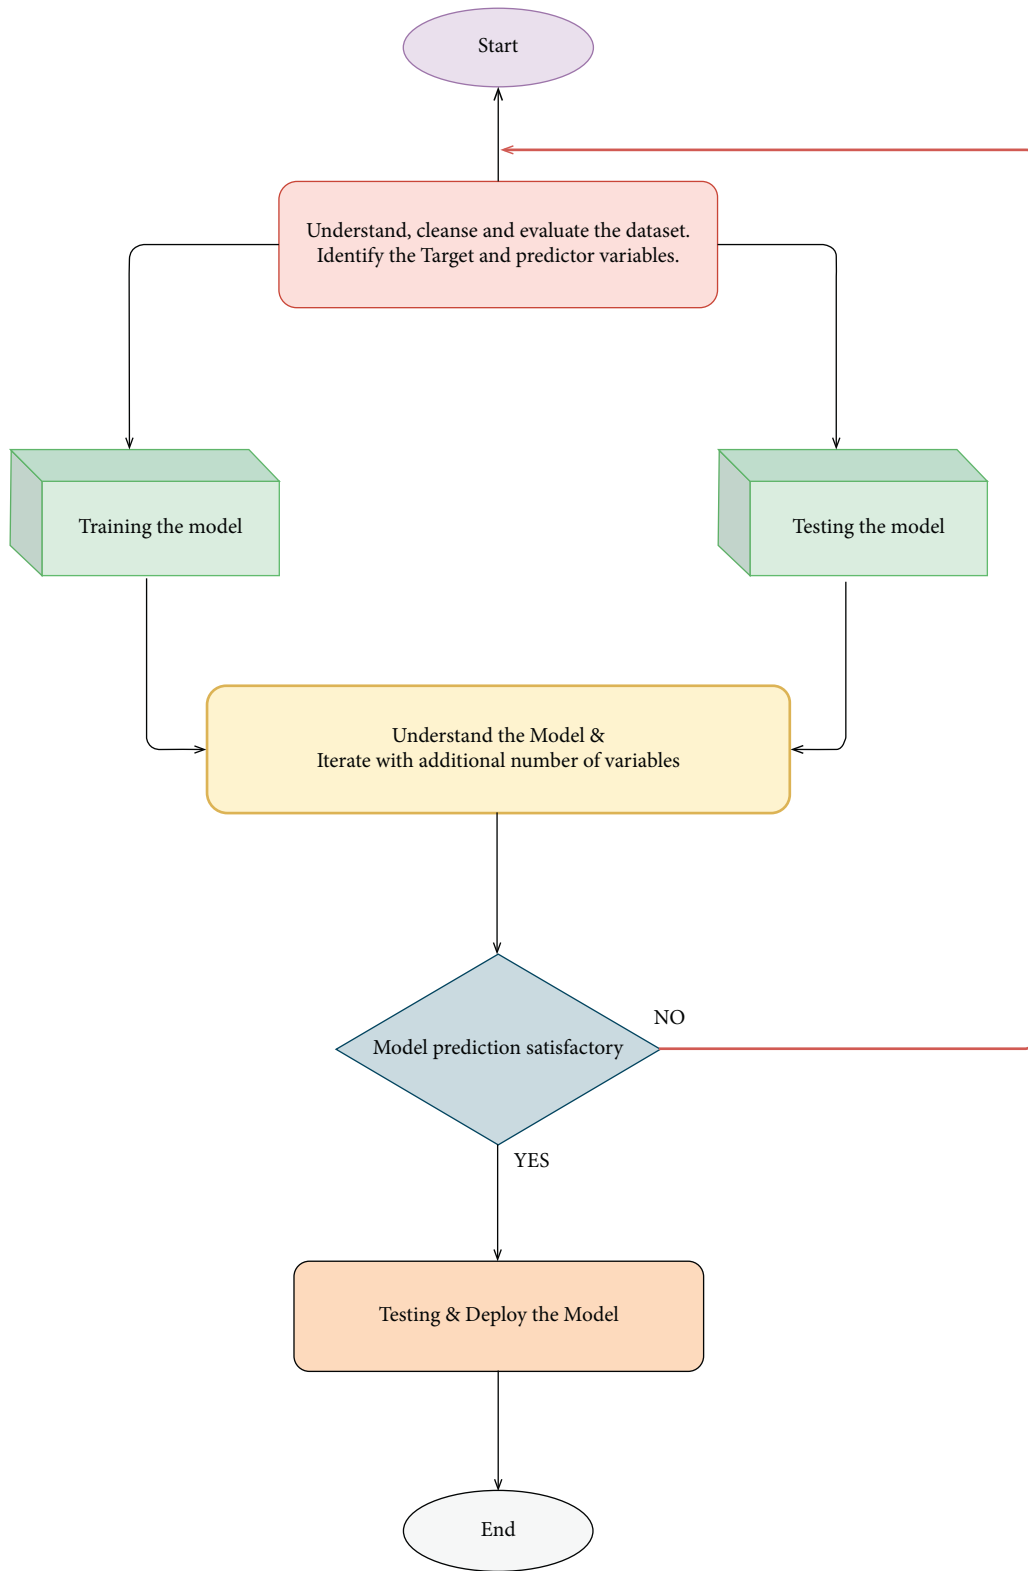 Start
Understand, cleanse and evaluate the dataset.
Identify the Target and predictor variables.
Training the model
Testing the model
Understand the Model &
Iterate with additional number of variables
NO
Model prediction satisfactory
YES
Testing & Deploy the Model
End